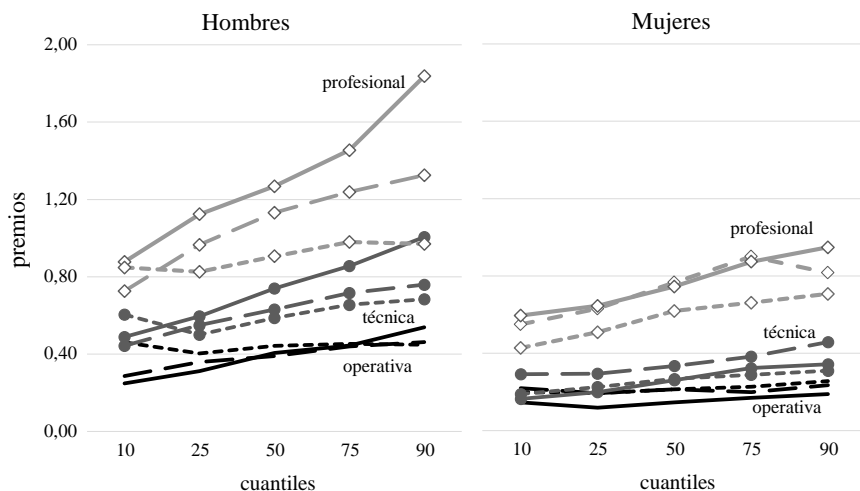 Hombres
Mujeres
premios
2,00
1,60
1,20
0,80
0,40
0,00
profesional
técnica
operativa
10 25 50 75 90
cuantiles
profesional
técnica
operativa
10 25 50 75 90
cuantiles